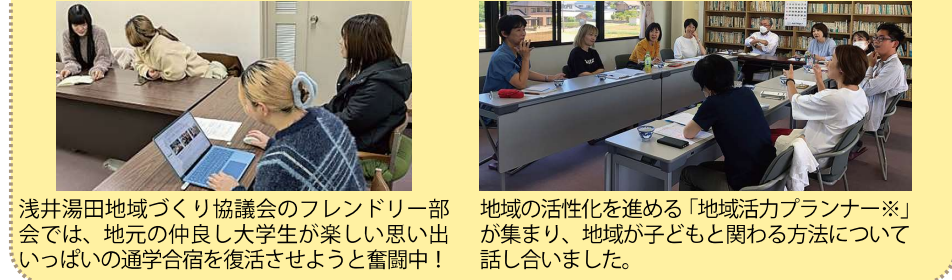 浅井湯田地域づくり協議会のフレンドリー部
会では、地元の仲良し大学生が楽しい思い出
いっぱいの通学合宿を復活させようと奮闘中！
地域の活性化を進める「地域活力プランナー※」
が集まり、地域が子どもと関わる方法について
話し合いました。